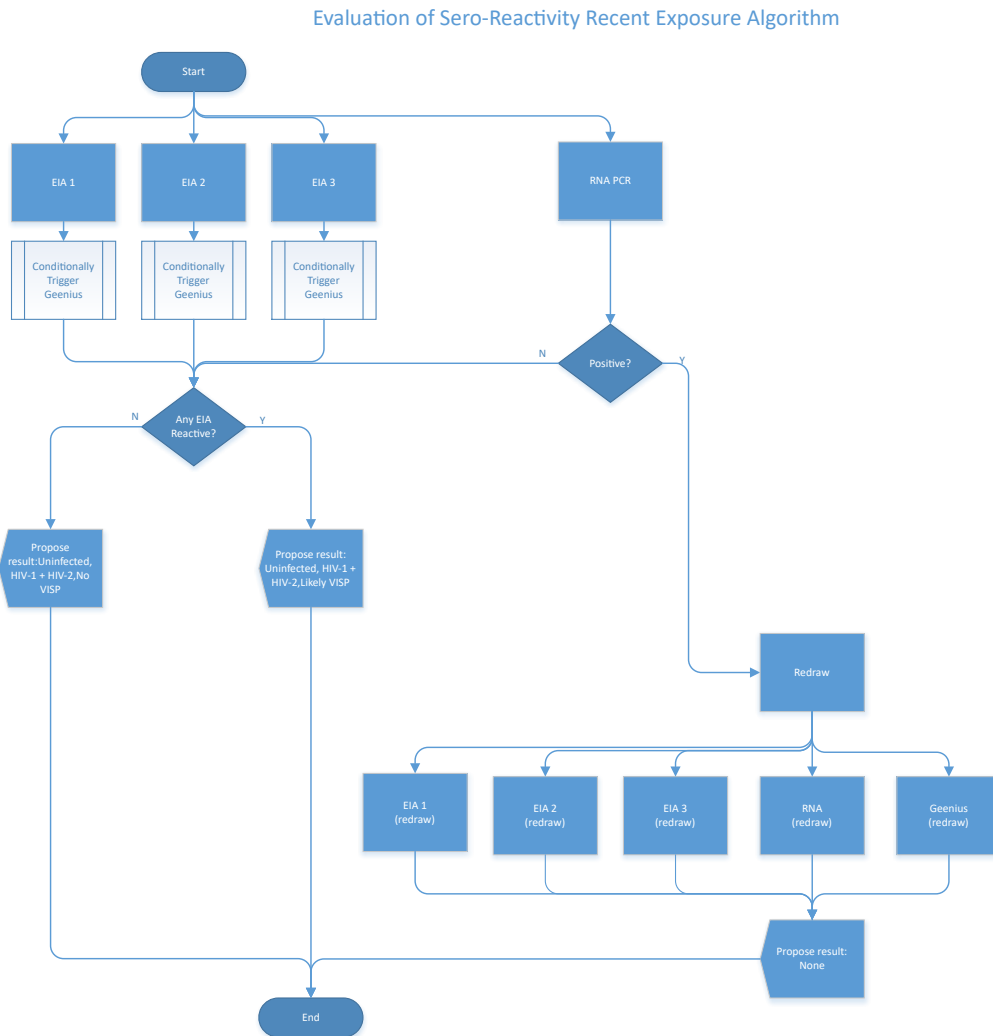 Evaluation of Sero-Reactivity Recent Exposure Algorithm
Start
EIA 1
EIA 2
EIA 3
RNA PCR
Conditionally
Trigger
Geenius
Conditionally
Trigger
Geenius
Conditionally
Trigger
Geenius
N
Positive?
Y
N
Any EIA
Reactive?
Y
Propose
result:Uninfected,
HIV-1 + HIV-2,No
VISP
Propose result:
Uninfected, HIV-1 +
HIV-2,Likely VISP
Redraw
EIA 1
(redraw)
EIA 2
(redraw)
EIA 3
(redraw)
RNA
(redraw)
Geenius
(redraw)
Propose result:
None
End